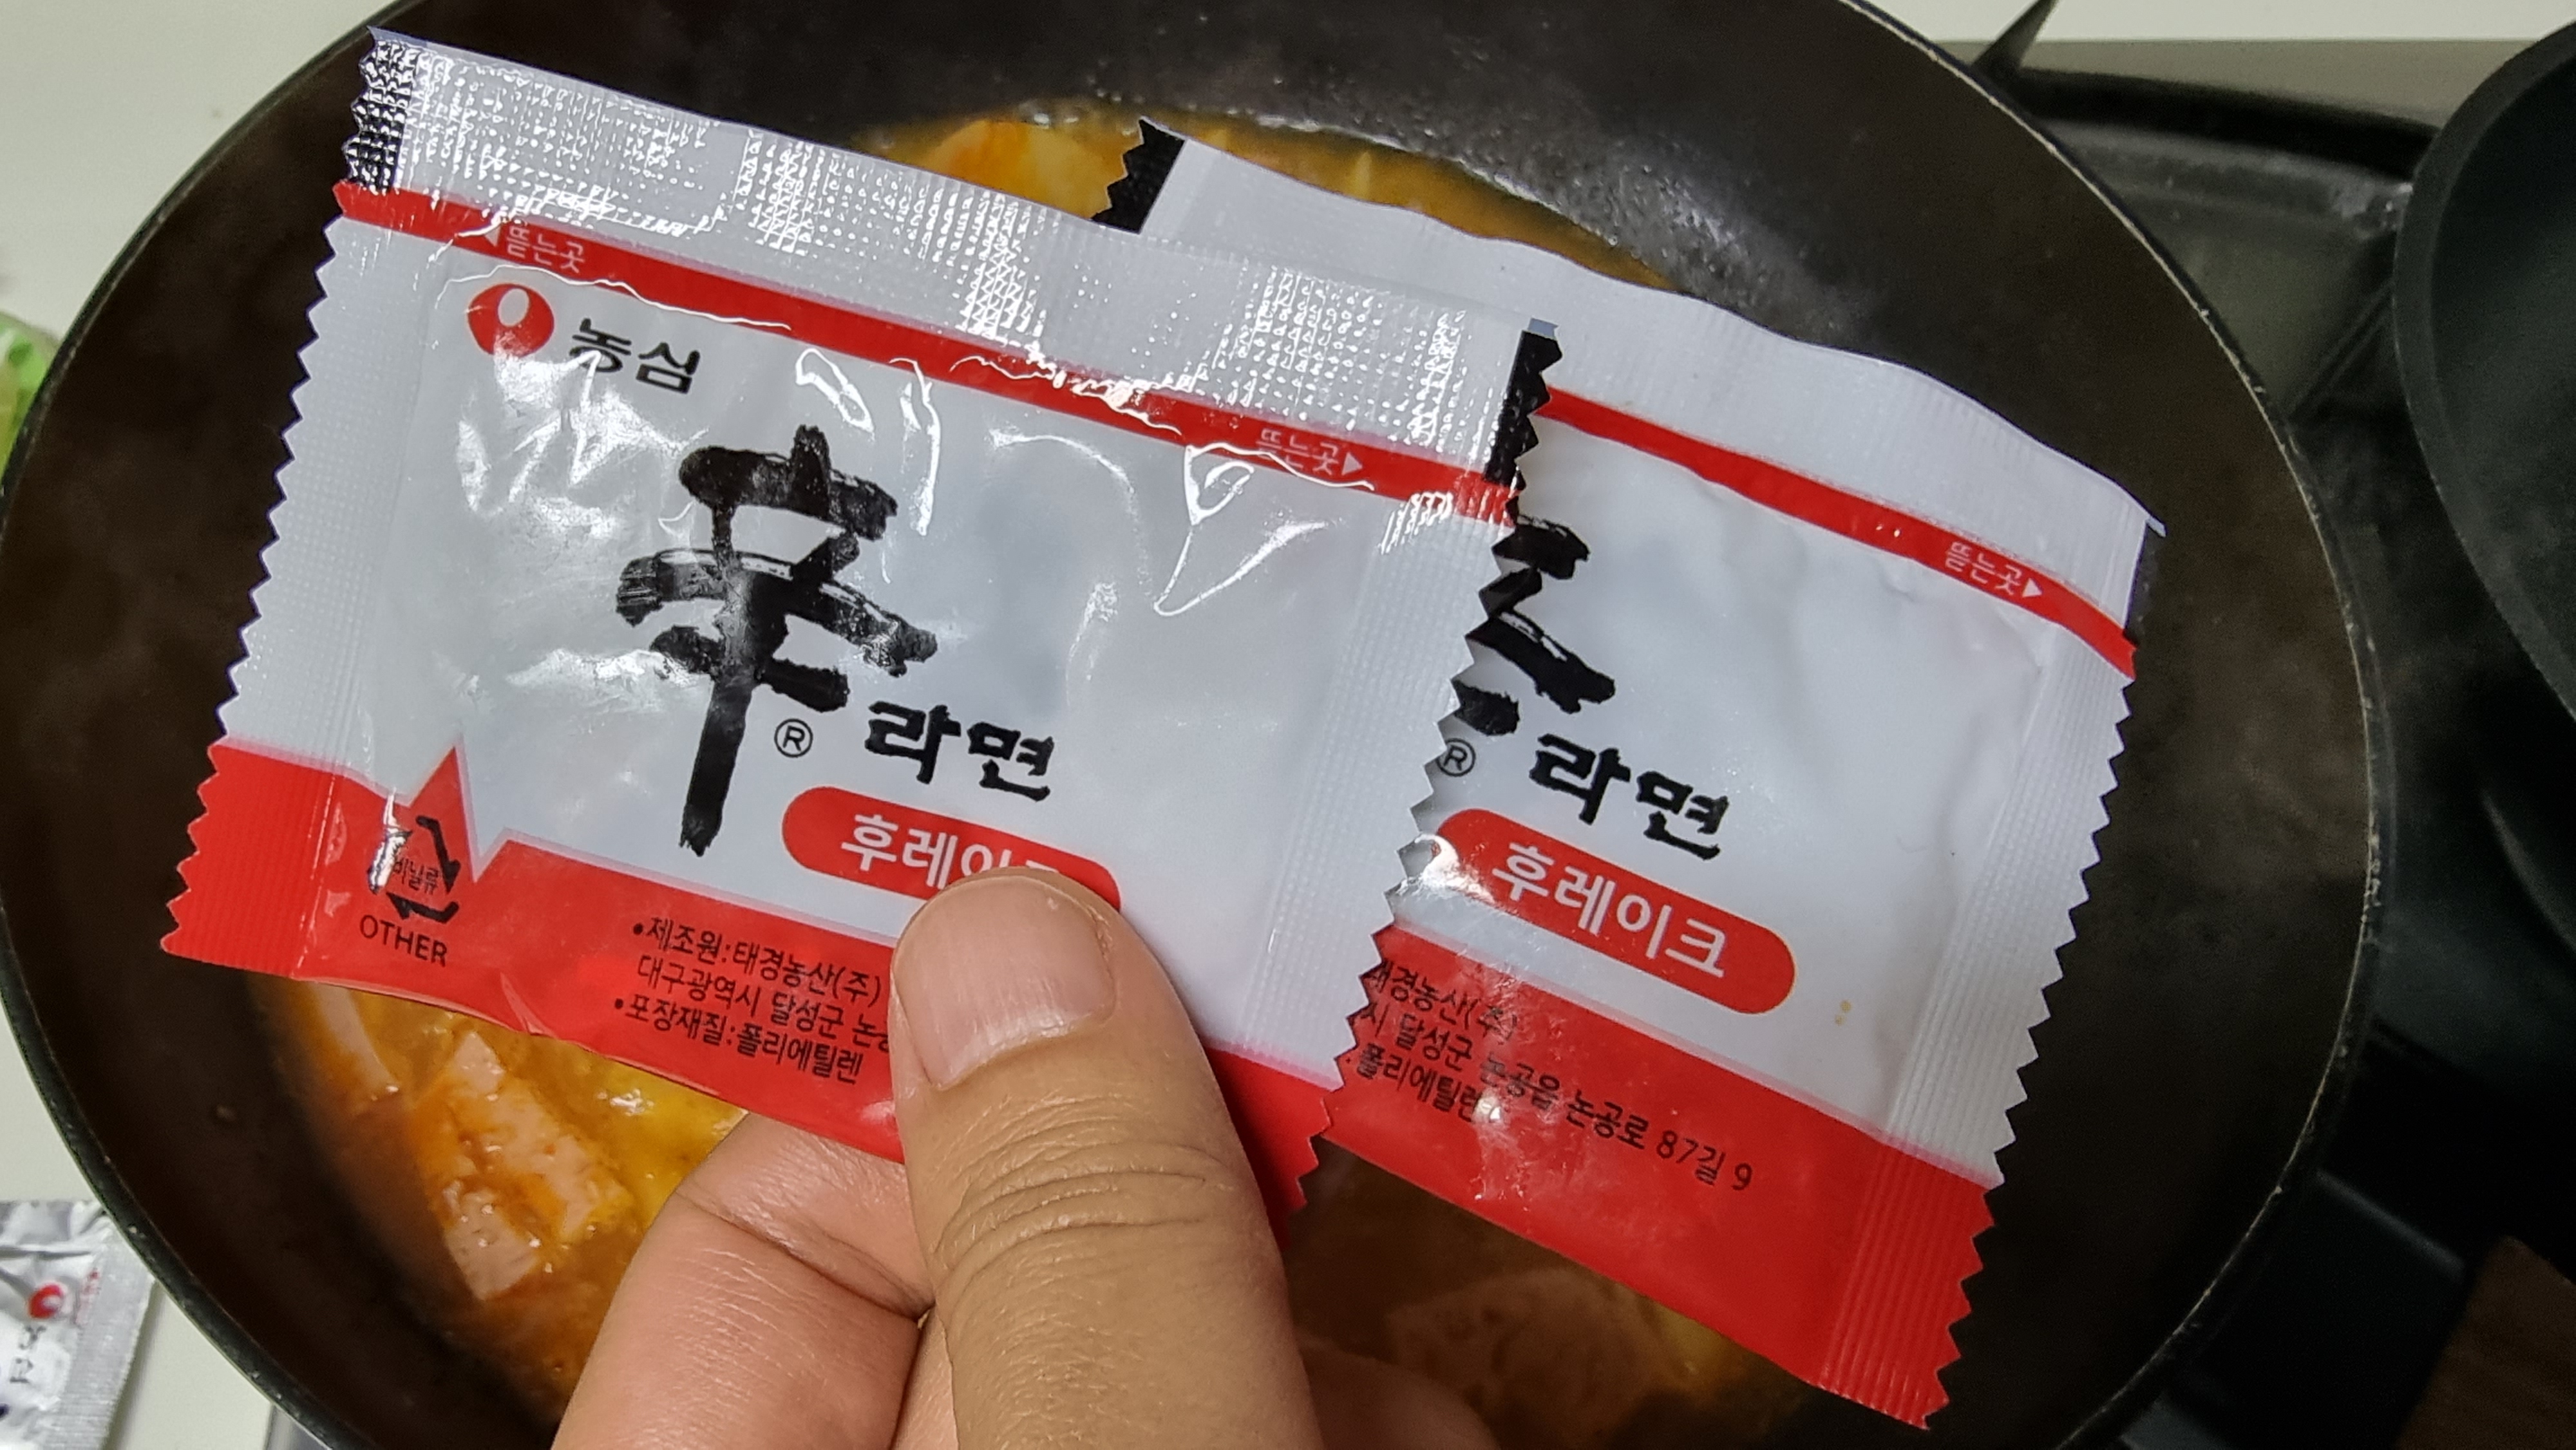 ◀뜯는곳
뜯는곳▶
농심
辛
® 라면
후레이크
비닐류
OTHER
•제조원:태경농산(주)
대구광역시 달성군
•포장재질:폴리에틸렌
뜯는곳▶
® 라면
후레이크
태경농산(주)
시 달성군 논공읍 논공로 87길 9
:폴리에틸렌